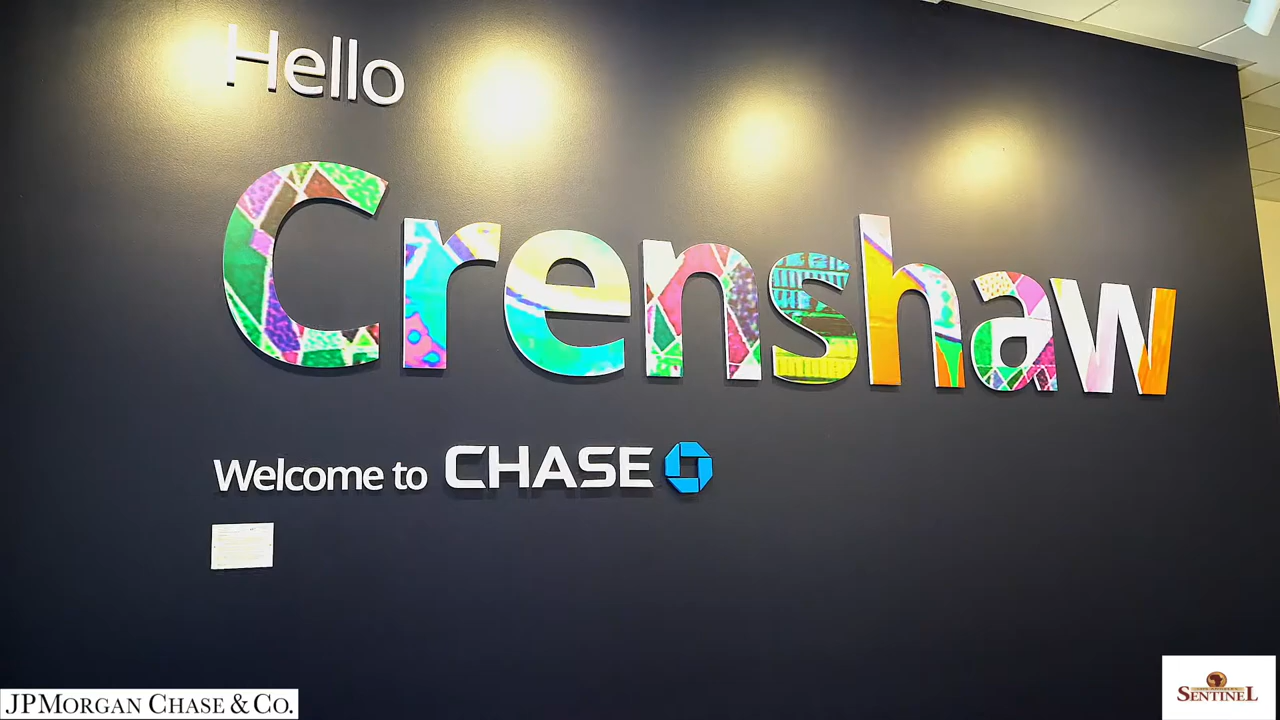 Hello
Crenshaw
Welcome to CHASE
JPMORGAN CHASE & CO.
SENTINEL